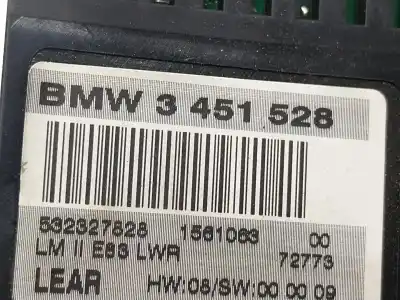 BMW 3 451 528
532327828 1561063 00
LM II E83 LWR 72773
LEAR HW:08/SW:00.00 09